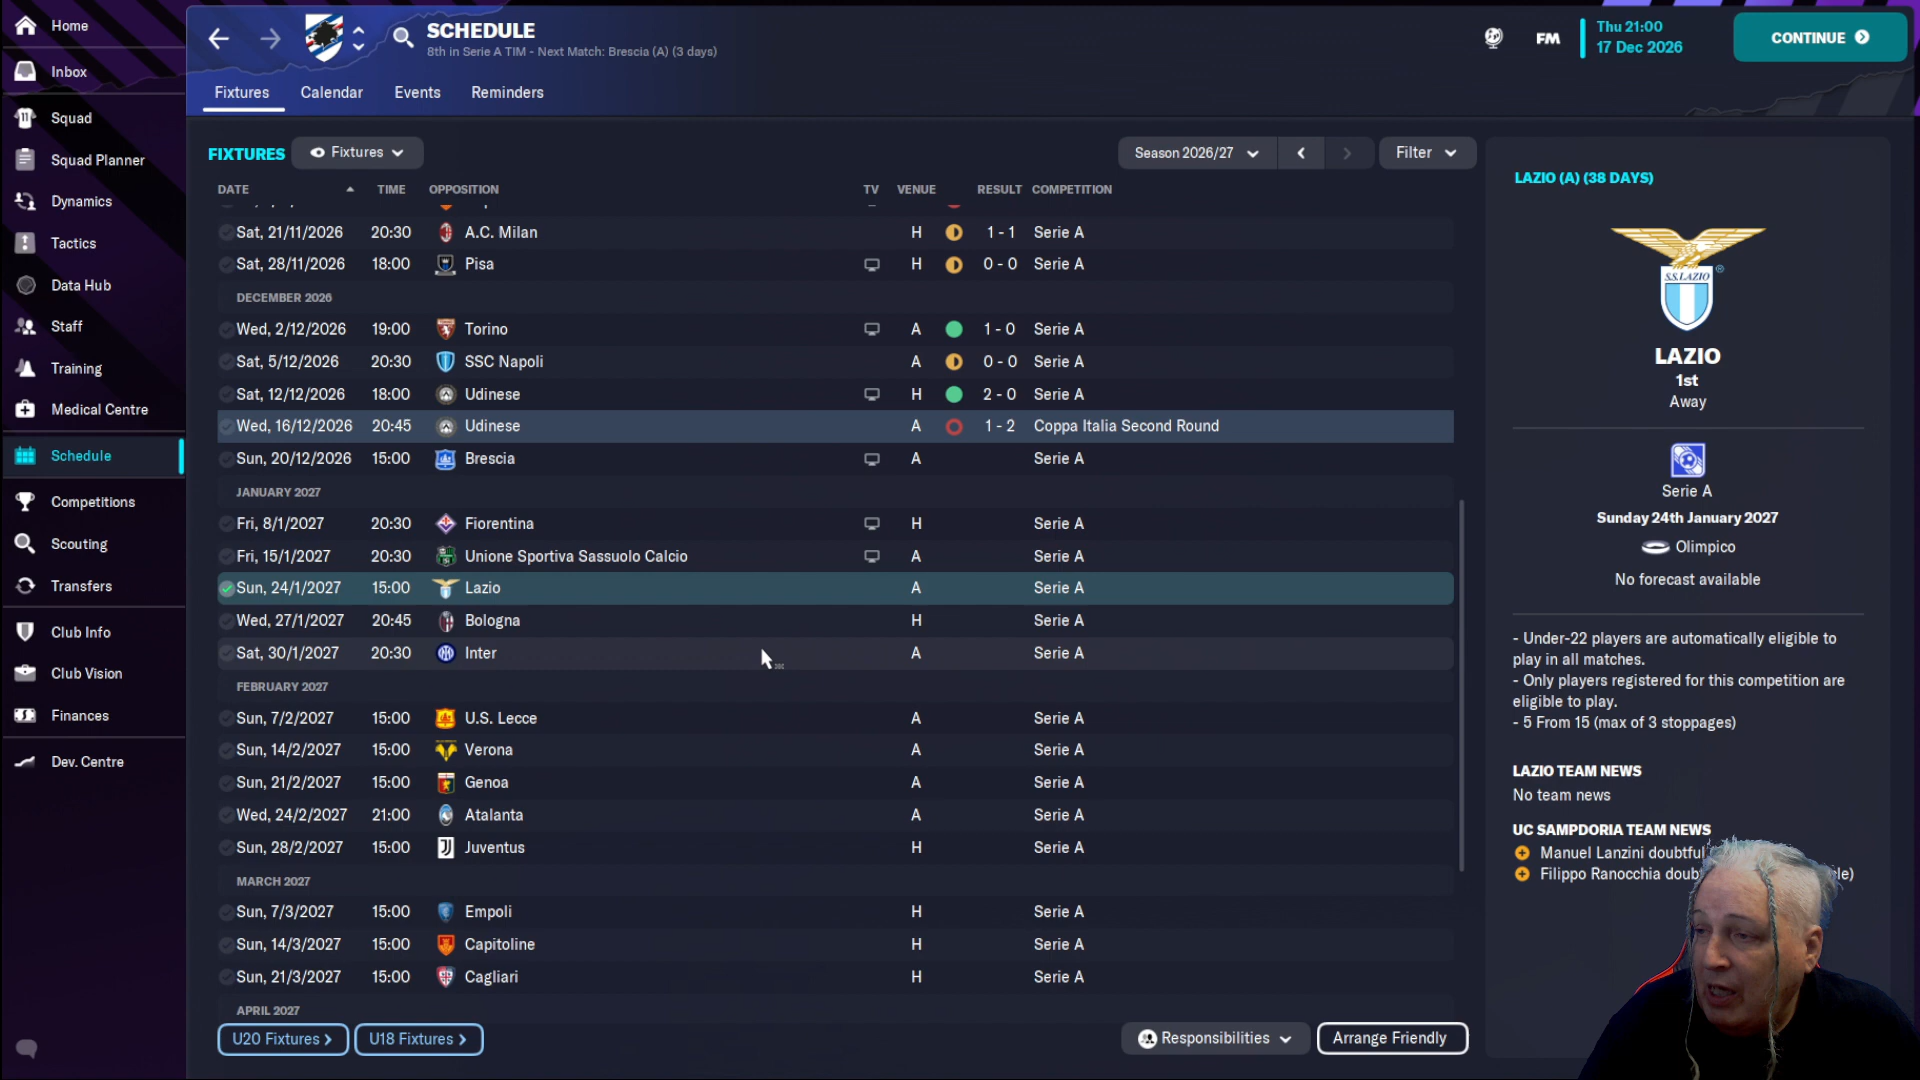 Home
Inbox
Squad
Squad Planner
Dynamics
Tactics
Data Hub
Staff
Training
Medical Centre
Schedule
Competitions
Scouting
Transfers
Club Info
Club Vision
Finances
Dev. Centre
SCHEDULE
8th in Serie A TIM - Next Match: Brescia (A) (3 days)
FM
Thu 21:00
17 Dec 2026
CONTINUE
Fixtures Calendar Events Reminders
FIXTURES Fixtures Season 2026/27 Filter
DATE TIME OPPOSITION TV VENUE RESULT COMPETITION
Sat, 21/11/2026 20:30 A.C. Milan H 1 - 1 Serie A
Sat, 28/11/2026 18:00 Pisa H 0 - 0 Serie A
DECEMBER 2026
Wed, 2/12/2026 19:00 Torino A 1 - 0 Serie A
Sat, 5/12/2026 20:30 SSC Napoli A 0 - 0 Serie A
Sat, 12/12/2026 18:00 Udinese H 2 - 0 Serie A
Wed, 16/12/2026 20:45 Udinese A 1 - 2 Coppa Italia Second Round
Sun, 20/12/2026 15:00 Brescia A Serie A
JANUARY 2027
Fri, 8/1/2027 20:30 Fiorentina H Serie A
Fri, 15/1/2027 20:30 Unione Sportiva Sassuolo Calcio A Serie A
Sun, 24/1/2027 15:00 Lazio A Serie A
Wed, 27/1/2027 20:45 Bologna H Serie A
Sat, 30/1/2027 20:30 Inter A Serie A
FEBRUARY 2027
Sun, 7/2/2027 15:00 U.S. Lecce A Serie A
Sun, 14/2/2027 15:00 Verona A Serie A
Sun, 21/2/2027 15:00 Genoa A Serie A
Wed, 24/2/2027 21:00 Atalanta A Serie A
Sun, 28/2/2027 15:00 Juventus H Serie A
MARCH 2027
Sun, 7/3/2027 15:00 Empoli H Serie A
Sun, 14/3/2027 15:00 Capitoline H Serie A
Sun, 21/3/2027 15:00 Cagliari H Serie A
APRIL 2027
U20 Fixtures U18 Fixtures Responsibilities Arrange Friendly
LAZIO (A) (38 DAYS)
S.S. LAZIO
LAZIO
1st
Away
Serie A
Sunday 24th January 2027
Olimpico
No forecast available
- Under-22 players are automatically eligible to
play in all matches.
- Only players registered for this competition are
eligible to play.
- 5 From 15 (max of 3 stoppages)
LAZIO TEAM NEWS
No team news
UC SAMPDORIA TEAM NEWS
Manuel Lanzini doubtful
Filippo Ranocchia